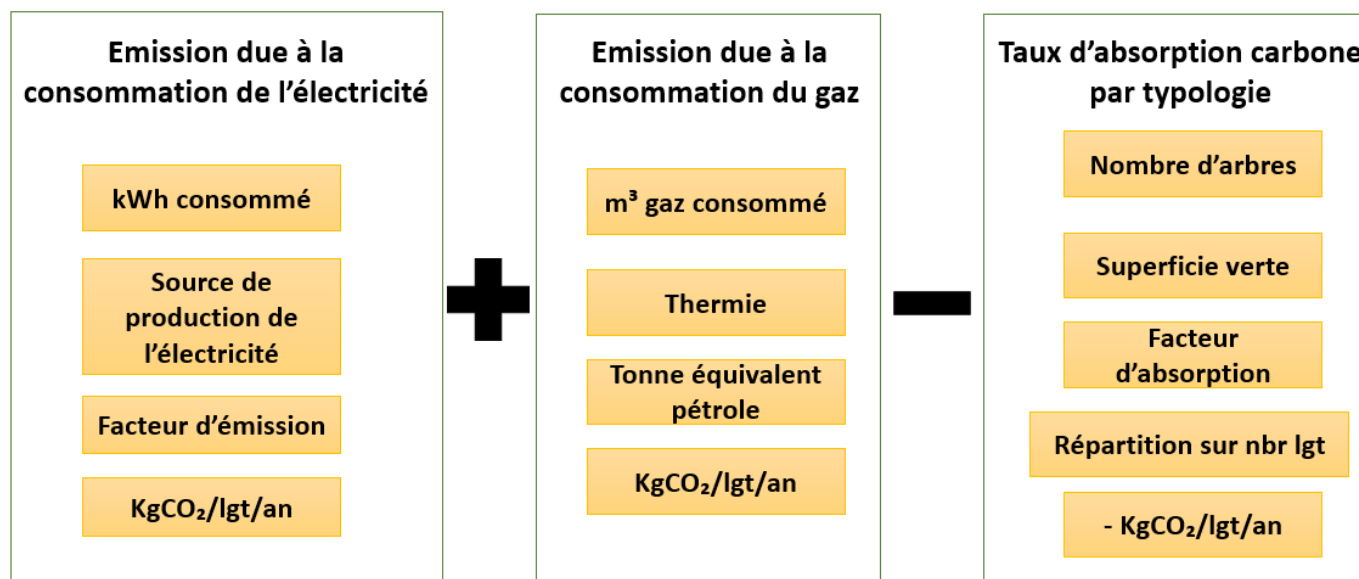 Emission due à la
consommation de l'électricité
kWh consommé
Source de
production de
l'électricité
Facteur d'émission
KgCO₂/lgt/an
Emission due à la
consommation du gaz
m³ gaz consommé
Thermie
Tonne équivalent
pétrole
KgCO₂/lgt/an
Taux d'absorption carbone
par typologie
Nombre d'arbres
Superficie verte
Facteur
d'absorption
Répartition sur nbr lgt
- KgCO₂/lgt/an